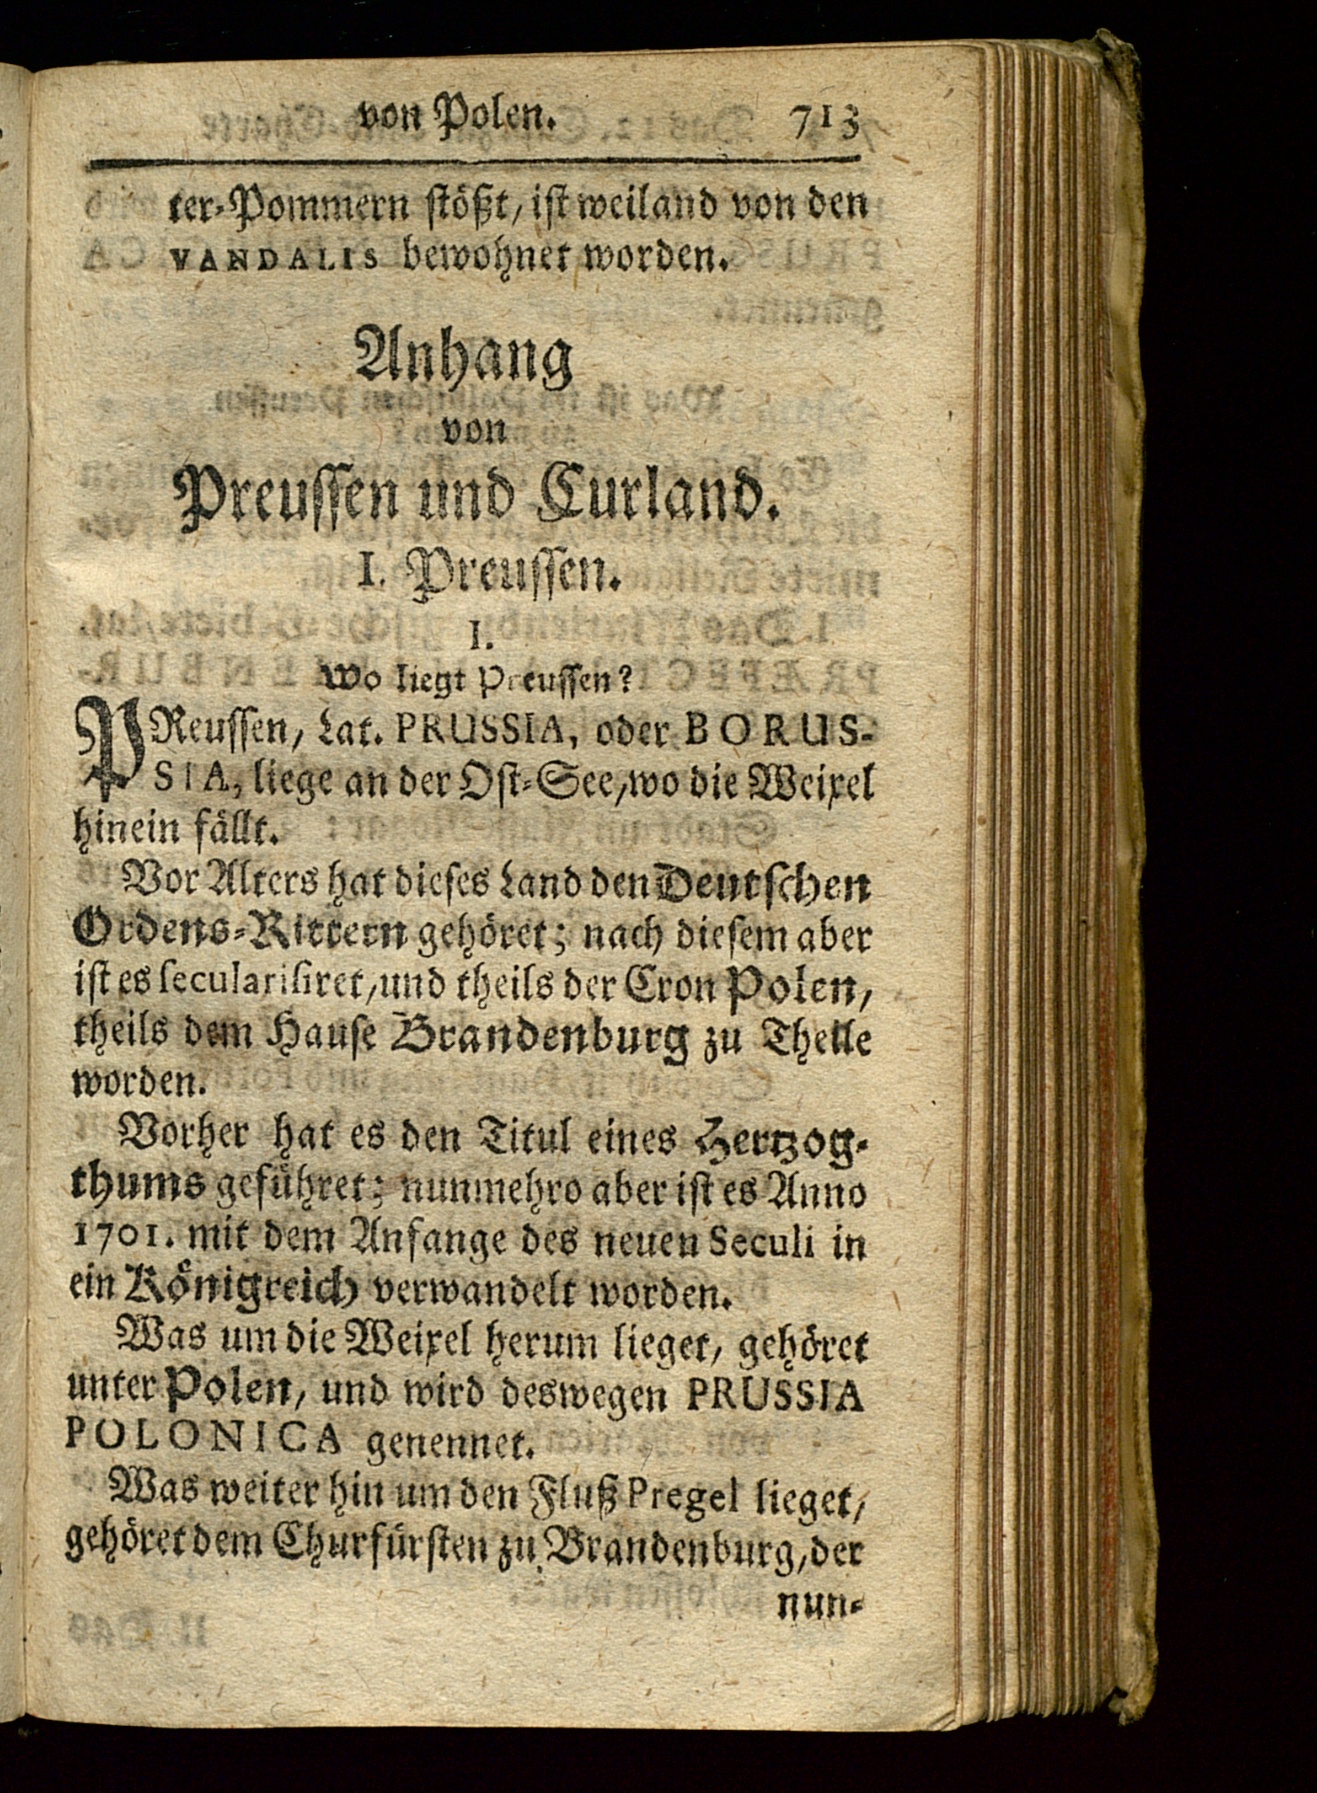 von Polen. 713
ter-Pommern stößt, ist weiland von den
VANDALIS bewohnet worden.
Anhang
von
Preussen und Curland.
I. Preussen.
I.
Wo liegt Preussen?
PReussen, Lat. PRUSSIA, oder BORUS-
SIA, liege an der Ost-See, wo die Weixel
hinein fällt.
Vor Alters hat dieses Land den Deutschen
Ordens-Rittern gehöret; nach diesem aber
ist es secularisiret, und theils der Cron Polen,
theils dem Hause Brandenburg zu Theile
worden.
Vorher hat es den Titul eines Hertzog-
thums geführet; nunmehro aber ist es Anno
1701. mit dem Anfange des neuen Seculi in
ein Königreich verwandelt worden.
Was um die Weixel herum lieget, gehöret
unter Polen, und wird deswegen PRUSSIA
POLONICA genennet.
Was weiter hin um den Fluß Pregel lieget,
gehöret dem Churfürsten zu Brandenburg, der
nun-